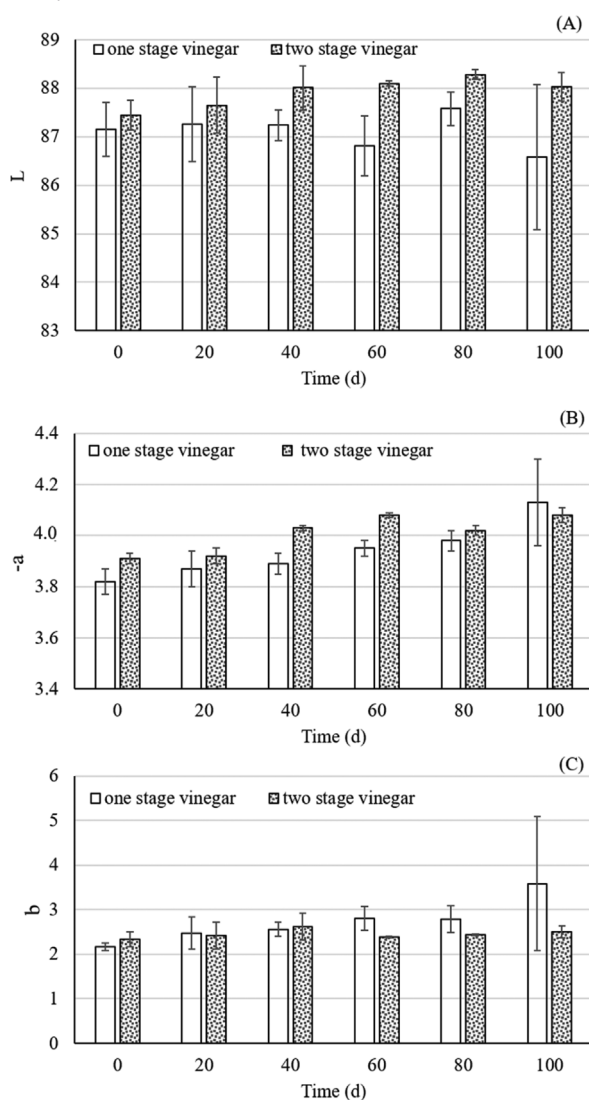 (A)
89
88
87
86
85
84
83
L
one stage vinegar
two stage vinegar
0 20 40 60 80 100
Time (d)
(B)
4.4
4.2
4.0
3.8
3.6
3.4
-a
one stage vinegar
two stage vinegar
0 20 40 60 80 100
Time (d)
(C)
6
5
4
3
2
1
0
b
one stage vinegar
two stage vinegar
0 20 40 60 80 100
Time (d)